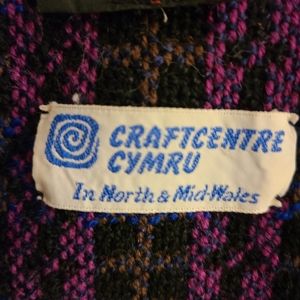 CRAFTCENTRE
CYMRU
In North & Mid-Wales